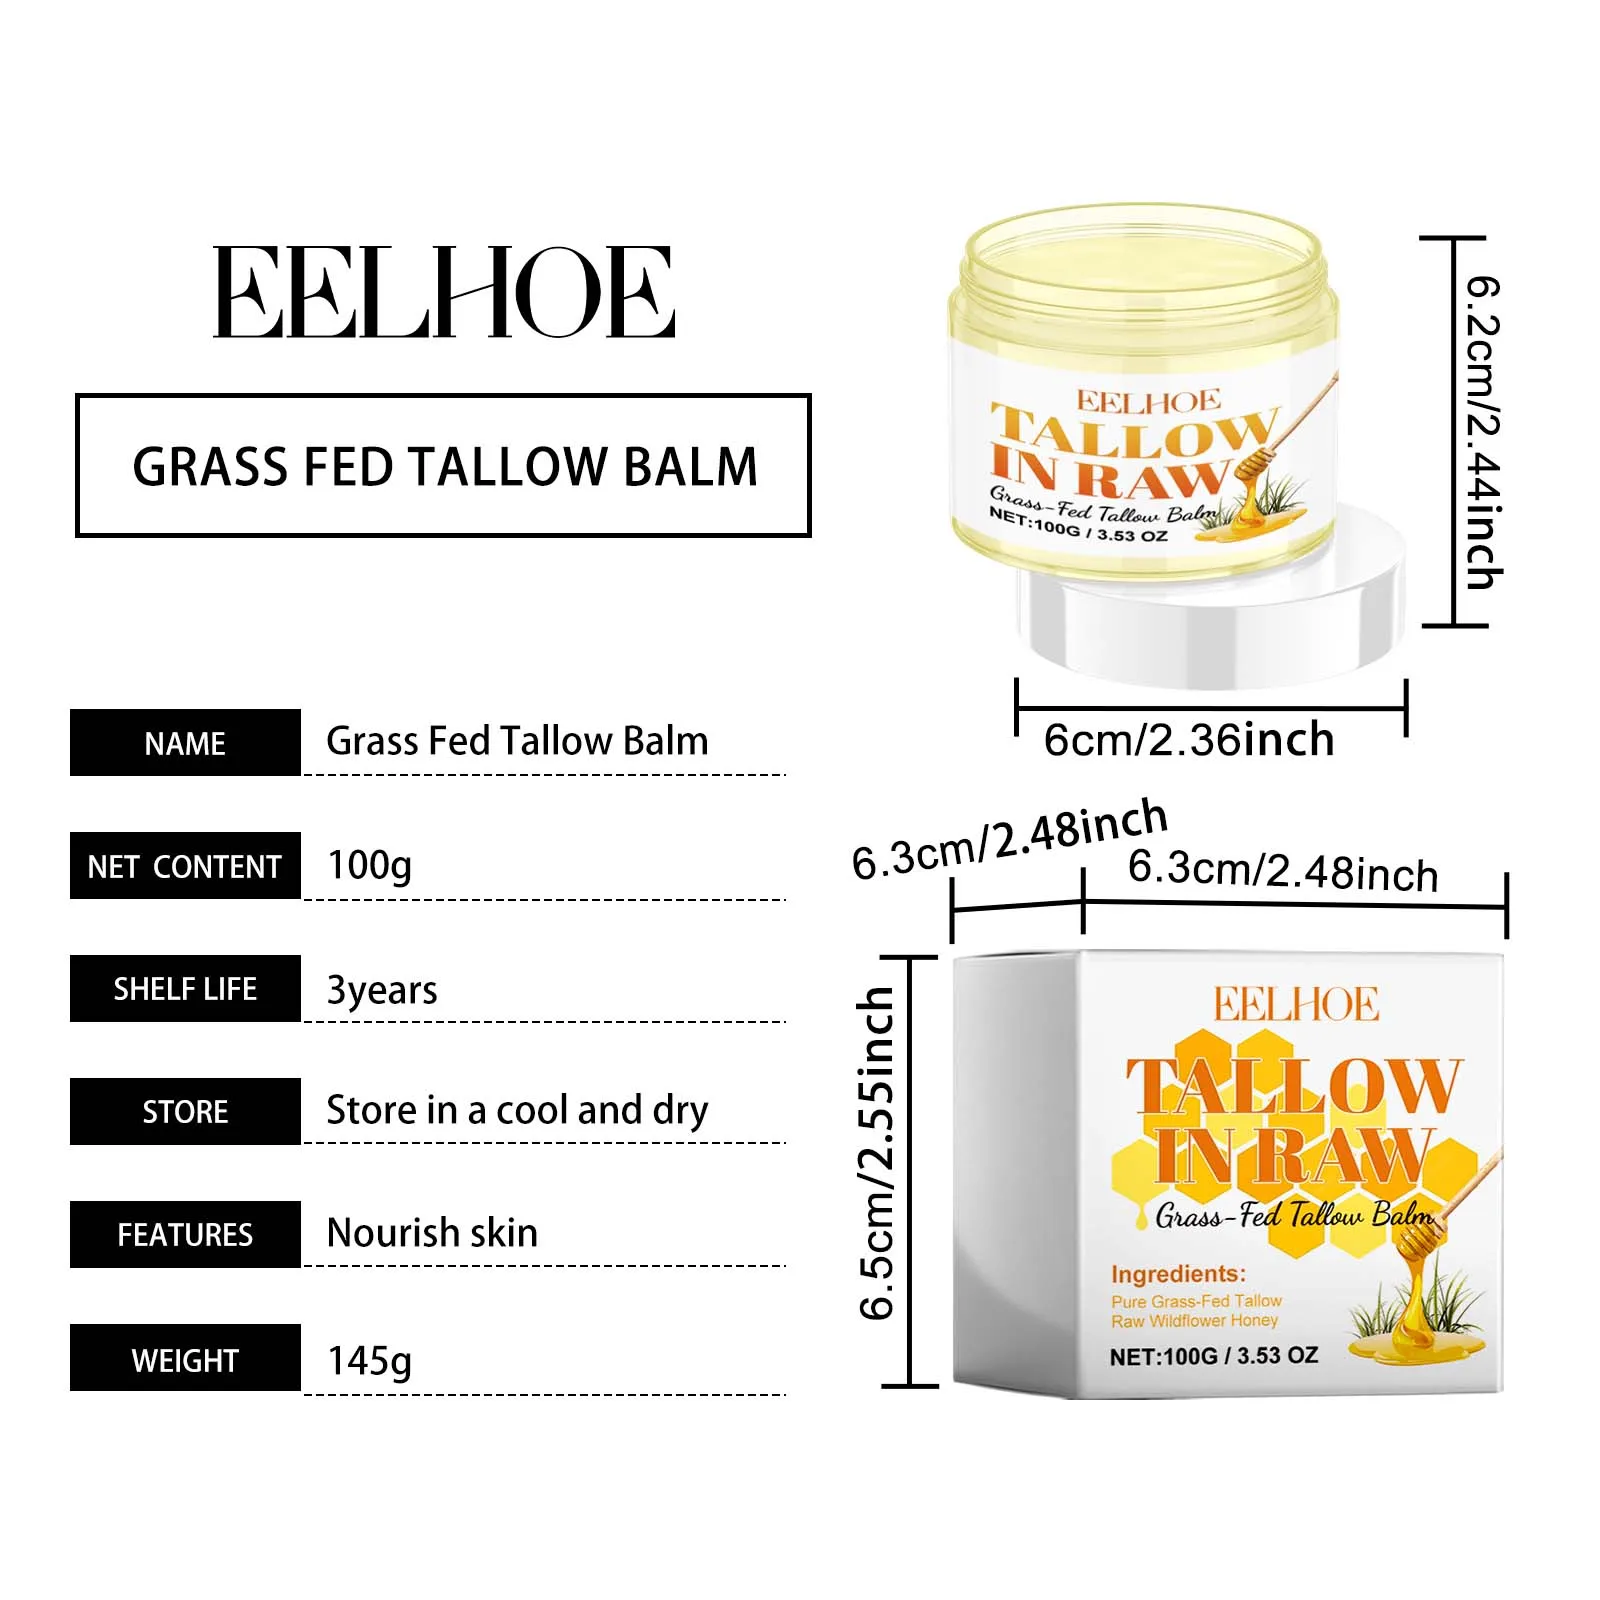 EELHOE
GRASS FED TALLOW BALM
NAME Grass Fed Tallow Balm
NET CONTENT 100g
SHELF LIFE 3years
STORE Store in a cool and dry
FEATURES Nourish skin
WEIGHT 145g
EELHOE
TALLOW
IN RAW
Grass-Fed Tallow Balm
NET:100G / 3.53 OZ
6.2cm/2.44inch
6cm/2.36inch
6.3cm/2.48inch
6.3cm/2.48inch
6.5cm/2.55inch
EELHOE
TALLOW
IN RAW
Grass-Fed Tallow Balm
Ingredients:
Pure Grass-Fed Tallow
Raw Wildflower Honey
NET:100G / 3.53 OZ